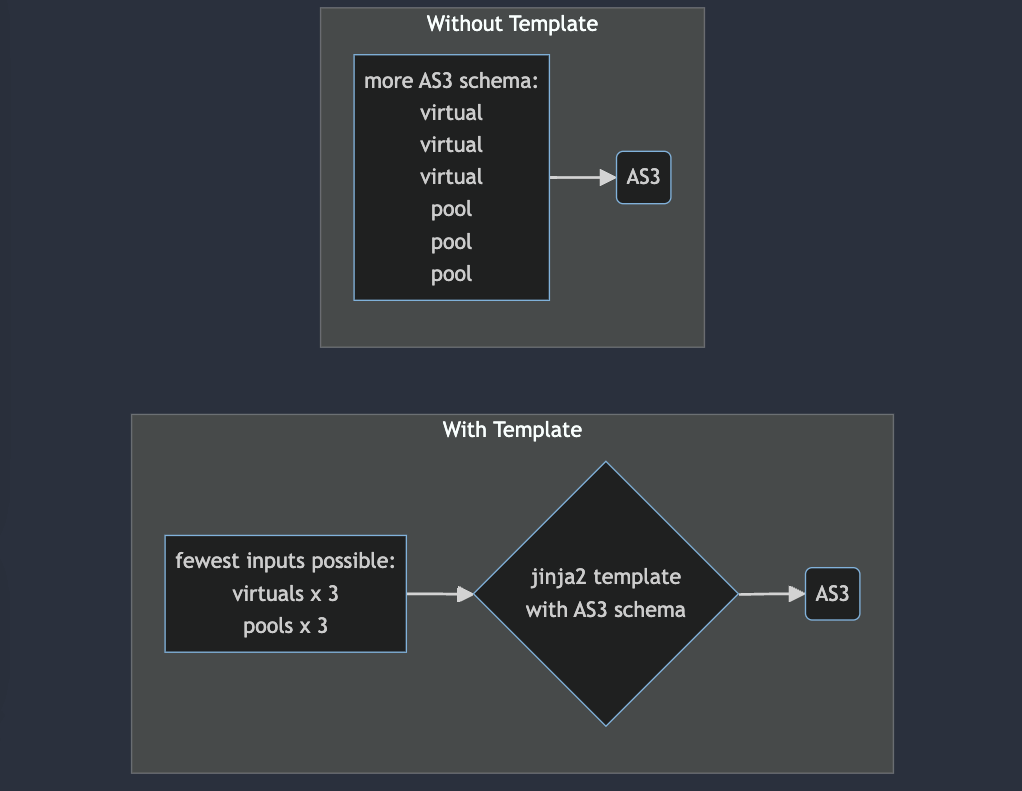 Without Template
more AS3 schema:
virtual
virtual
virtual
pool
pool
pool
AS3
With Template
fewest inputs possible:
virtuals x 3
pools x 3
jinja2 template
with AS3 schema
AS3